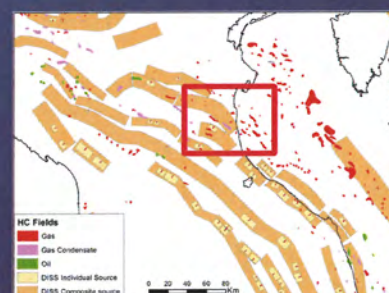 HC Fields
Gas
Gas Condensate
Oil
DISS Individual Source
DISS Composite source
0 20 40 60 80
Km